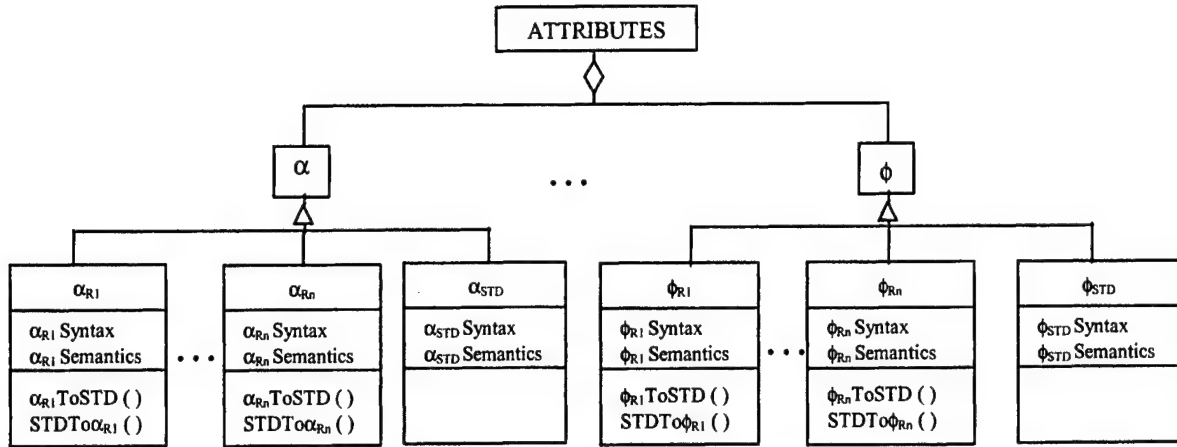 ATTRIBUTES
α
• • •
ϕ
α_R1
α_R1 Syntax
α_R1 Semantics
α_R1ToSTD ( )
STDToα_R1 ( )
• • •
α_Rn
α_Rn Syntax
α_Rn Semantics
α_RnToSTD ( )
STDToα_Rn ( )
α_STD
α_STD Syntax
α_STD Semantics
ϕ_R1
ϕ_R1 Syntax
ϕ_R1 Semantics
ϕ_R1ToSTD ( )
STDToϕ_R1 ( )
• • •
ϕ_Rn
ϕ_Rn Syntax
ϕ_Rn Semantics
ϕ_RnToSTD ( )
STDToϕ_Rn ( )
ϕ_STD
ϕ_STD Syntax
ϕ_STD Semantics